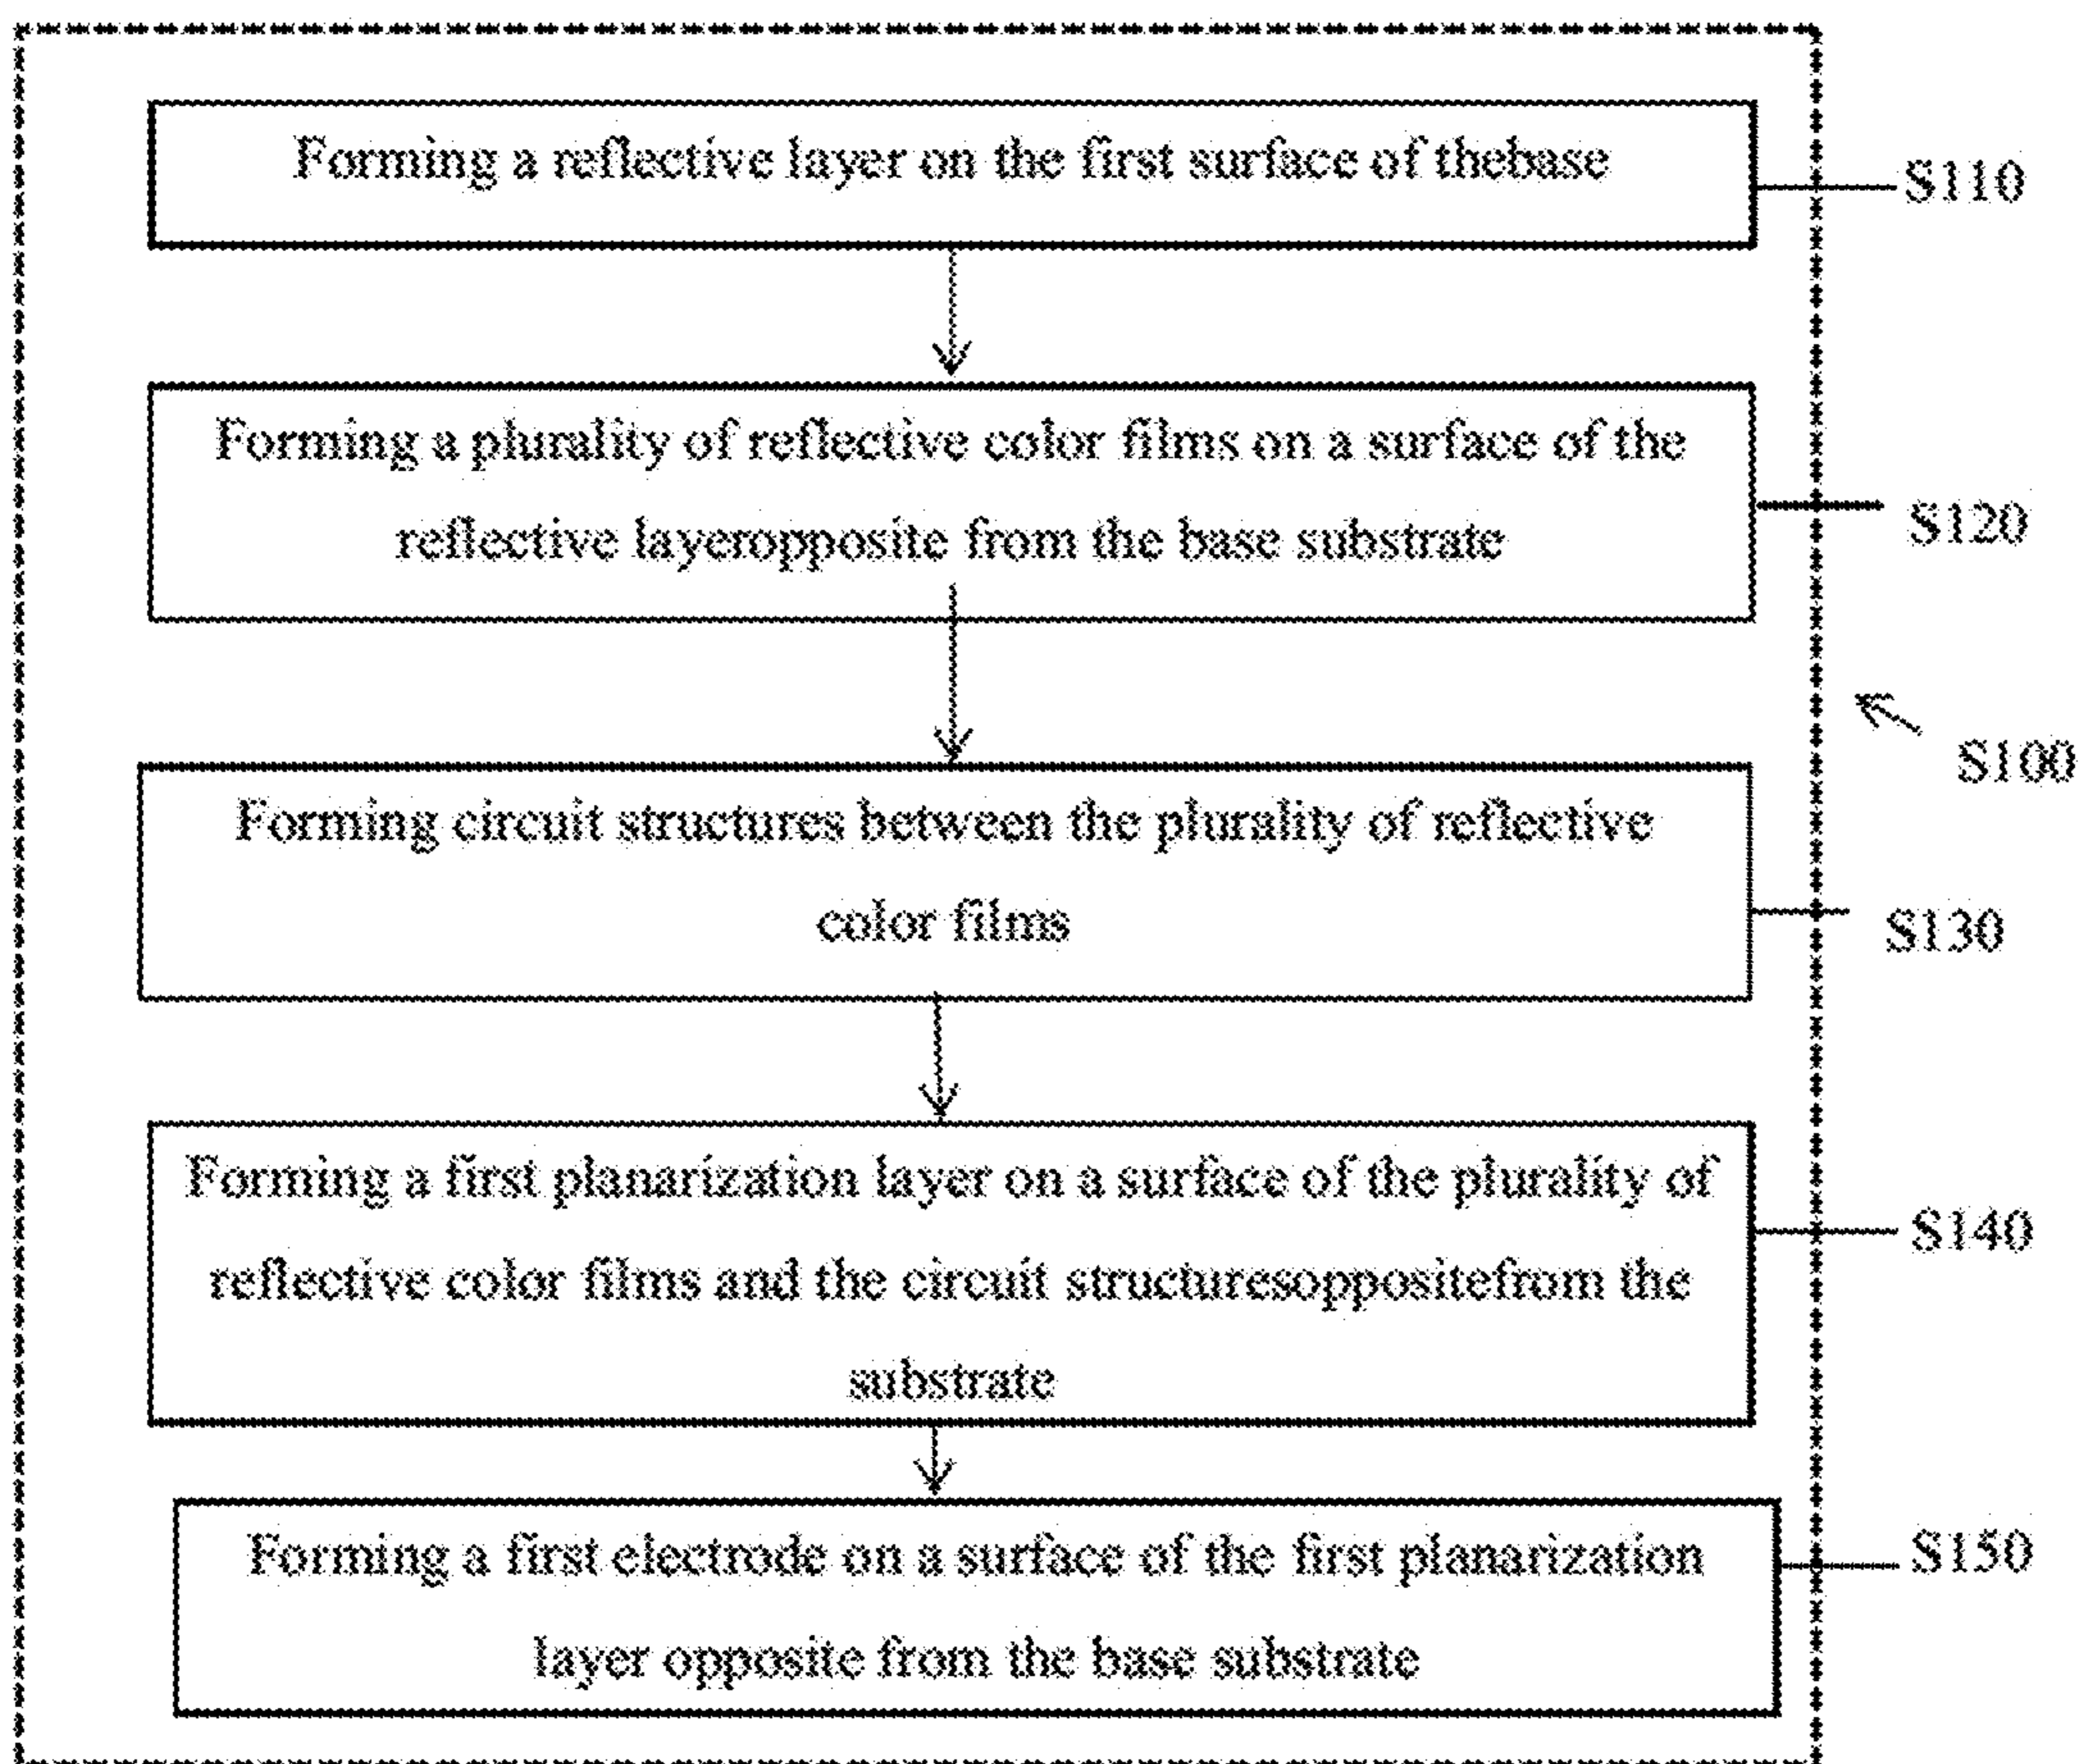 Forming a reflective layer on the first surface of thebase
S110
Forming a plurality of reflective color films on a surface of the
reflective layeropposite from the base substrate
S120
S100
Forming circuit structures between the plurality of reflective
color films
S130
Forming a first planarization layer on a surface of the plurality of
reflective color films and the circuit structuresoppositefrom the
substrate
S140
Forming a first electrode on a surface of the first planarization
layer opposite from the base substrate
S150